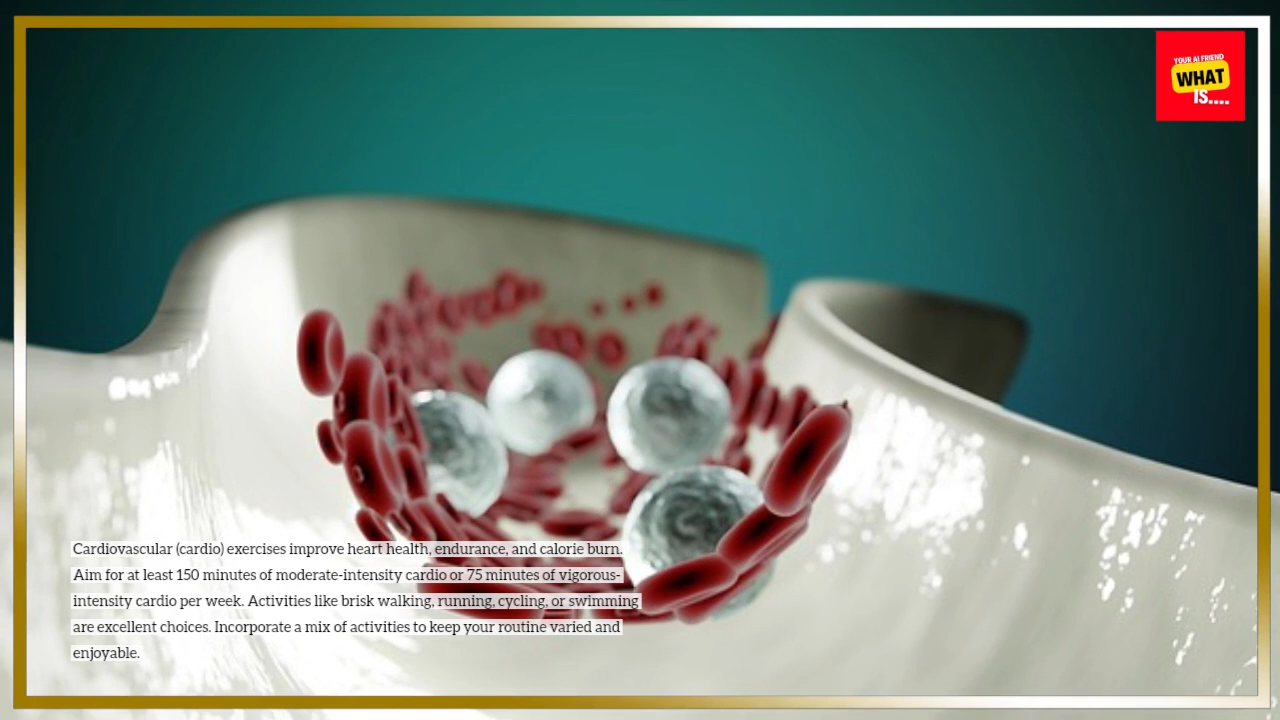 YOUR AI FRIEND
WHAT
IS....
Cardiovascular (cardio) exercises improve heart health, endurance, and calorie burn.
Aim for at least 150 minutes of moderate-intensity cardio or 75 minutes of vigorous-
intensity cardio per week. Activities like brisk walking, running, cycling, or swimming
are excellent choices. Incorporate a mix of activities to keep your routine varied and
enjoyable.